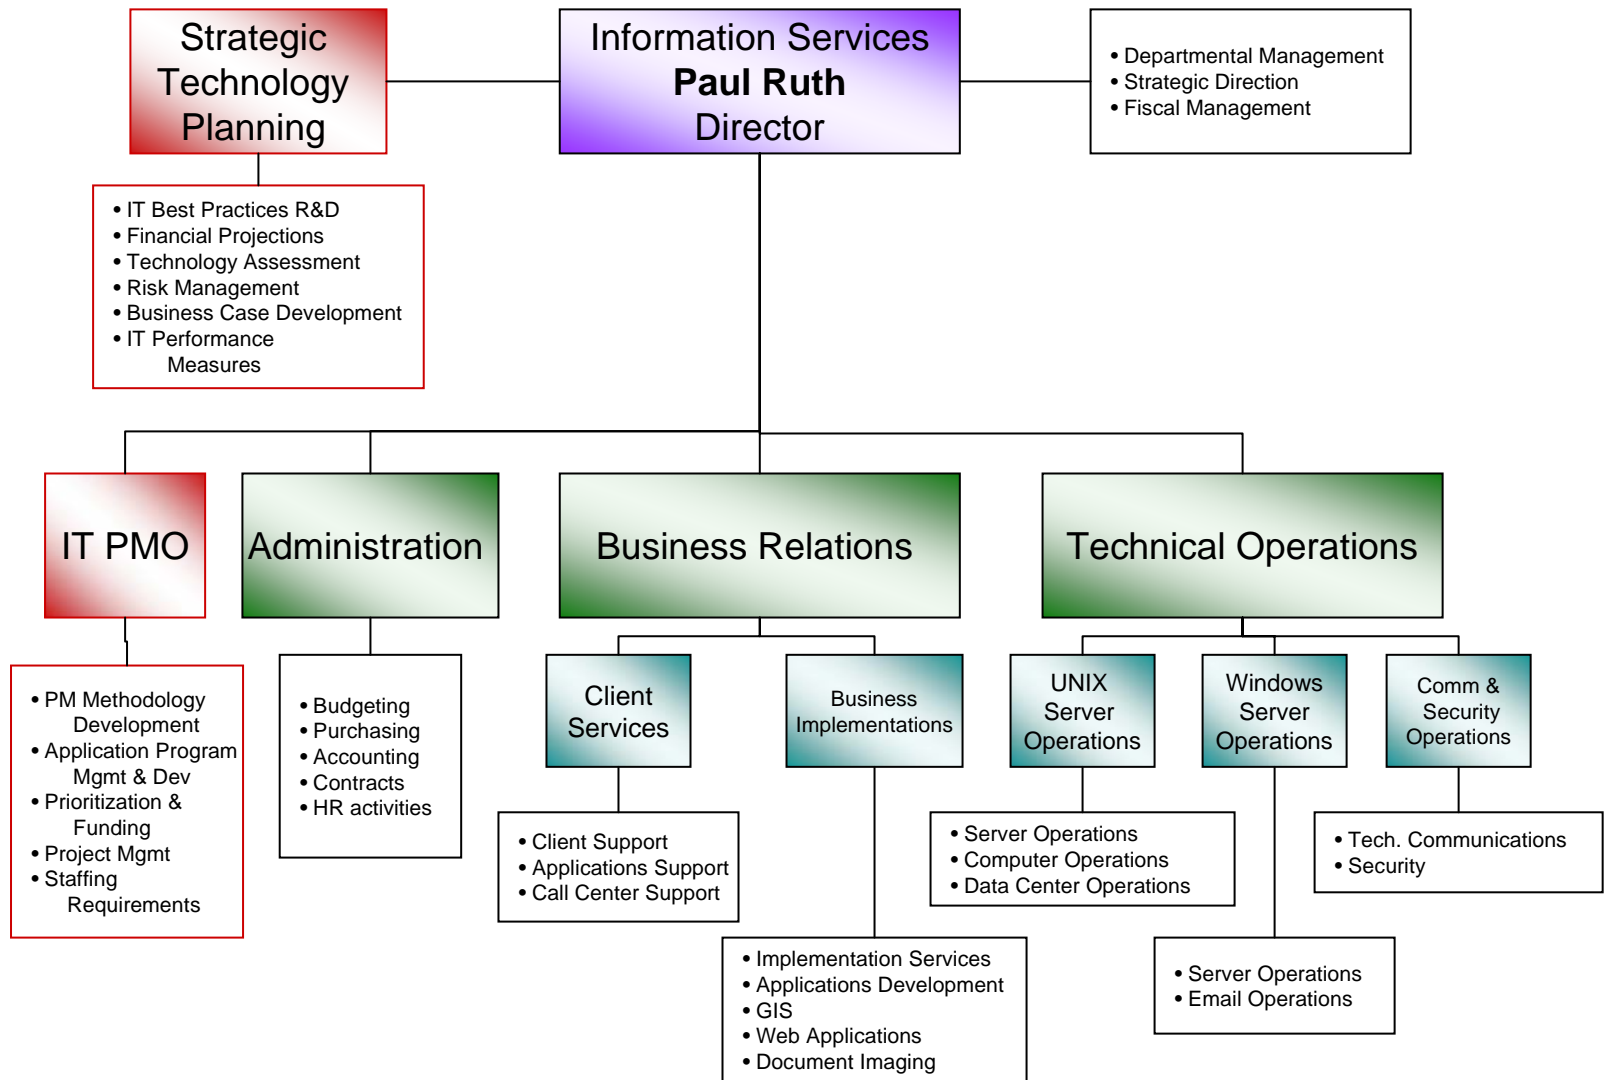 Strategic
Technology
Planning
Information Services
Paul Ruth
Director
• Departmental Management
• Strategic Direction
• Fiscal Management
• IT Best Practices R&D
• Financial Projections
• Technology Assessment
• Risk Management
• Business Case Development
• IT Performance
Measures
IT PMO
Administration
Business Relations
Technical Operations
• PM Methodology
Development
• Application Program
Mgmt & Dev
• Prioritization &
Funding
• Project Mgmt
• Staffing
Requirements
• Budgeting
• Purchasing
• Accounting
• Contracts
• HR activities
Client
Services
Business
Implementations
UNIX
Server
Operations
Windows
Server
Operations
Comm &
Security
Operations
• Client Support
• Applications Support
• Call Center Support
• Implementation Services
• Applications Development
• GIS
• Web Applications
• Document Imaging
• Server Operations
• Computer Operations
• Data Center Operations
• Server Operations
• Email Operations
• Tech. Communications
• Security